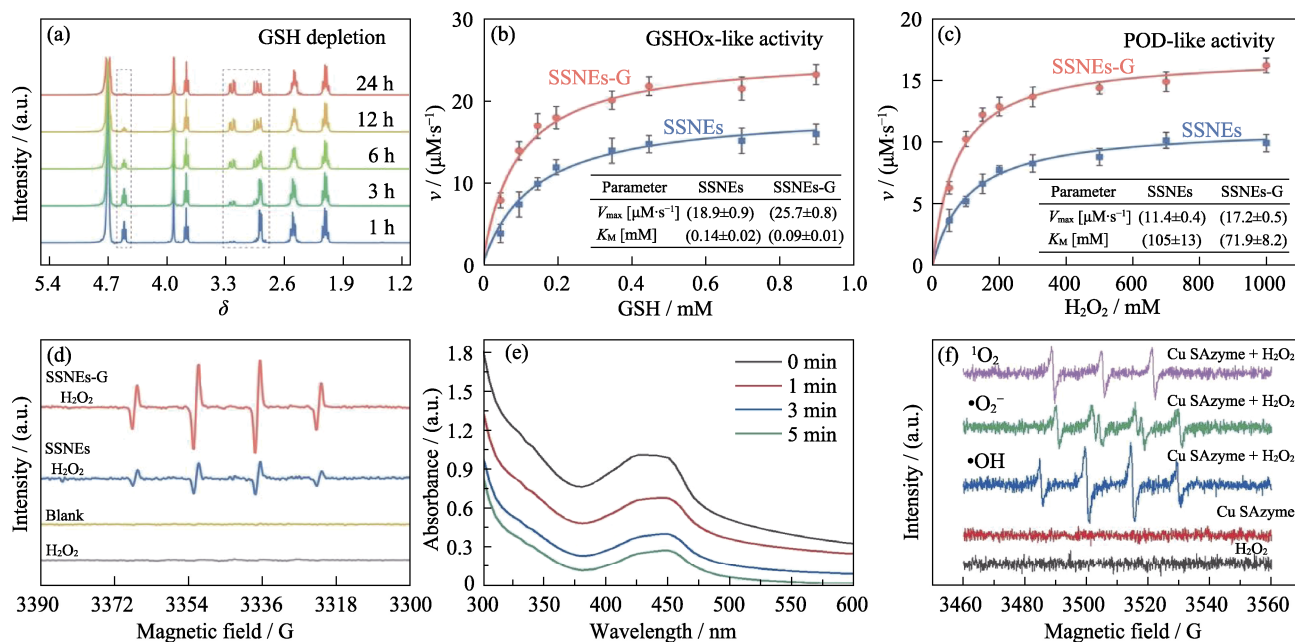 (a) GSH depletion
24 h
12 h
6 h
3 h
1 h
Intensity / (a.u.)
5.4 4.7 4.0 3.3 2.6 1.9 1.2
δ
(b) GSHOx-like activity
SSNEs-G
SSNEs
Parameter SSNEs SSNEs-G
Vmax [μM·s⁻¹] (18.9±0.9) (25.7±0.8)
KM [mM] (0.14±0.02) (0.09±0.01)
v / (μM·s⁻¹)
30
20
10
0
0 0.2 0.4 0.6 0.8 1.0
GSH / mM
(c) POD-like activity
SSNEs-G
SSNEs
Parameter SSNEs SSNEs-G
Vmax [μM·s⁻¹] (11.4±0.4) (17.2±0.5)
KM [mM] (105±13) (71.9±8.2)
v / (μM·s⁻¹)
20
15
10
5
0
0 200 400 600 800 1000
H₂O₂ / mM
(d)
SSNEs-G
H₂O₂
SSNEs
H₂O₂
Blank
H₂O₂
Intensity / (a.u.)
3390 3372 3354 3336 3318 3300
Magnetic field / G
(e)
0 min
1 min
3 min
5 min
Absorbance / (a.u.)
1.8
1.5
1.2
0.9
0.6
0.3
0
300 350 400 450 500 550 600
Wavelength / nm
(f)
¹O₂ Cu SAzyme + H₂O₂
•O₂⁻ Cu SAzyme + H₂O₂
•OH Cu SAzyme + H₂O₂
Cu SAzyme
H₂O₂
Intensity / (a.u.)
3460 3480 3500 3520 3540 3560
Magnetic field / G